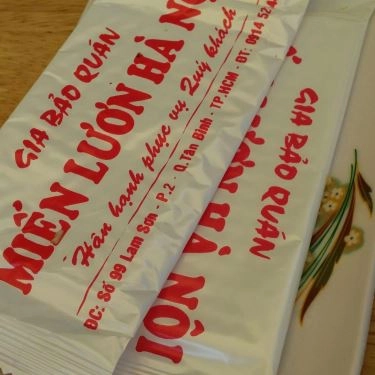 GIA BẢO QUÁN
MIẾN LƯƠN HÀ
Hân hạnh phục vụ Quý khách
ĐC: Số 99 Lam Sơn - P.2 - Q.Tân Bình - TP.HCM - ĐT: 0914
GIA BẢO QUÁN